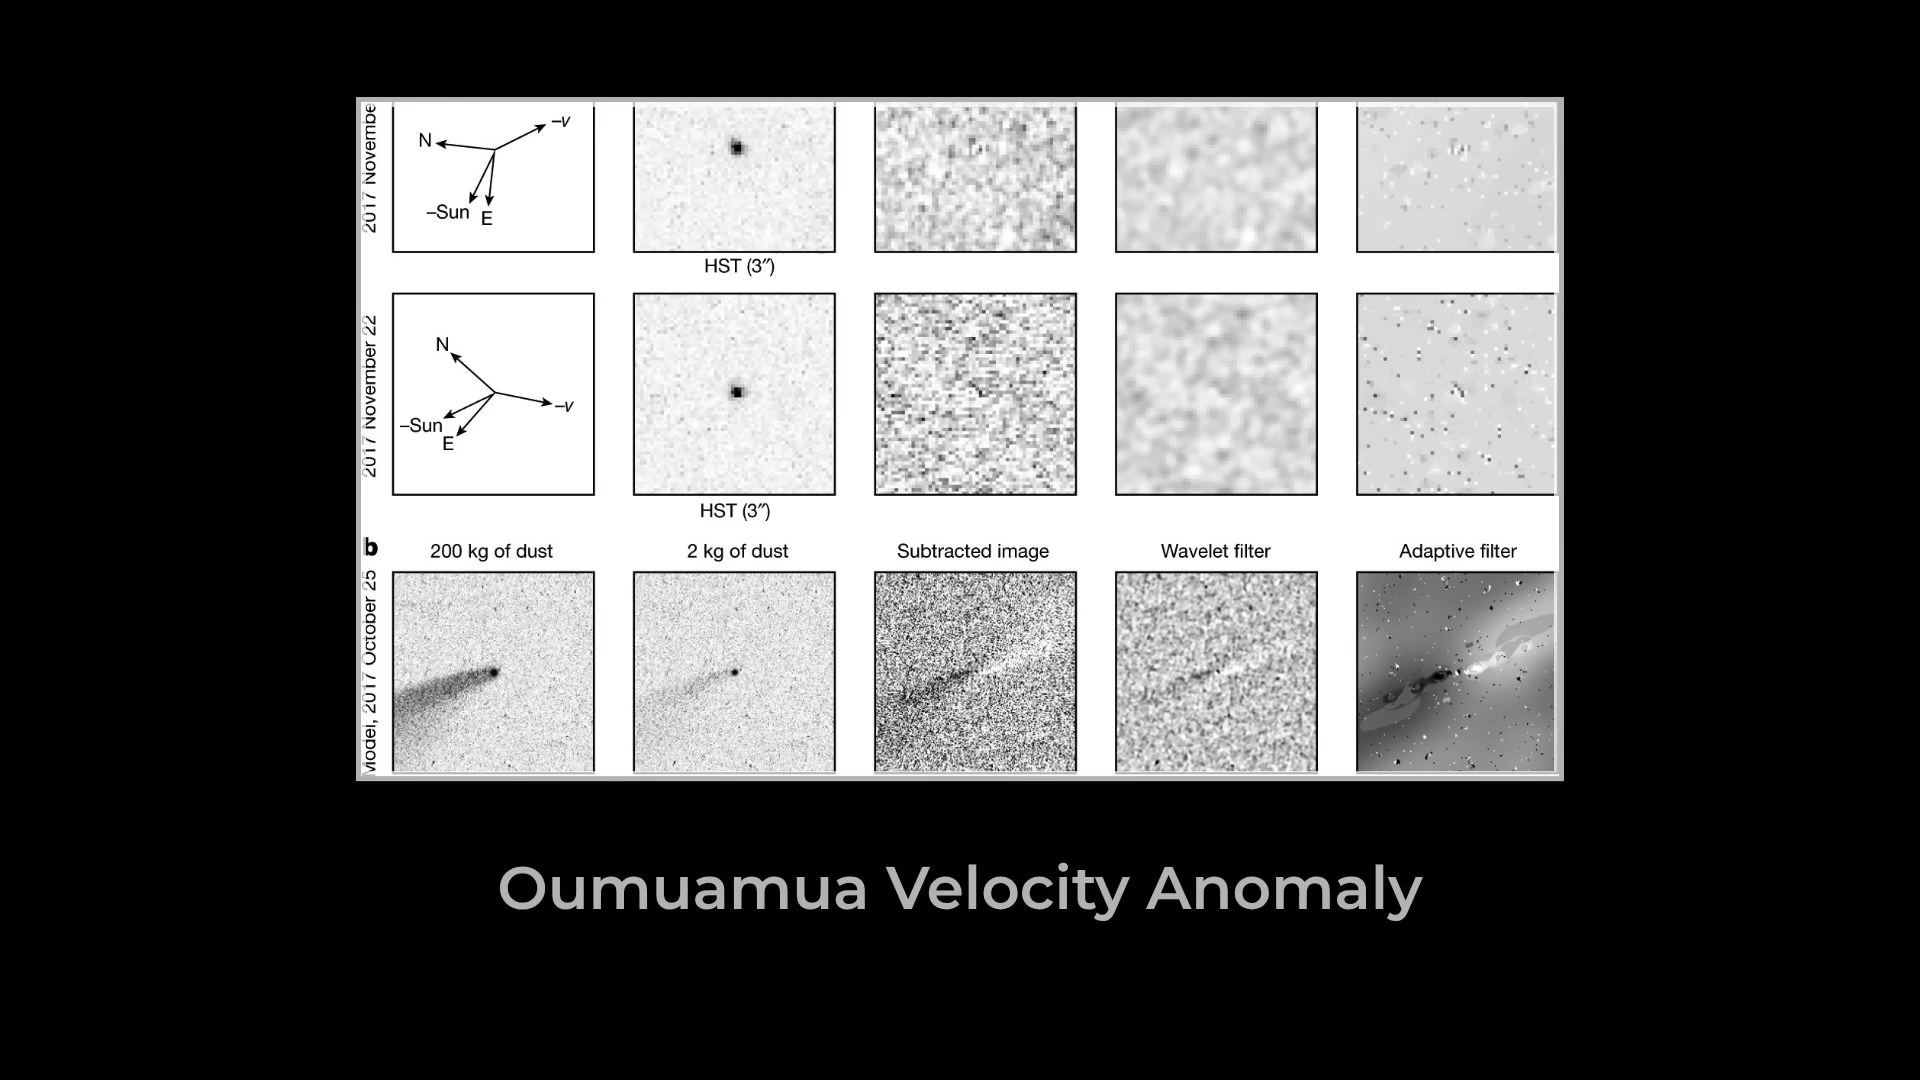 2017 Novembe
N
–v
–Sun
E
HST (3″)
2017 November 22
N
–v
–Sun
E
HST (3″)
b
200 kg of dust
2 kg of dust
Subtracted image
Wavelet filter
Adaptive filter
Model, 2017 October 25
Oumuamua Velocity Anomaly